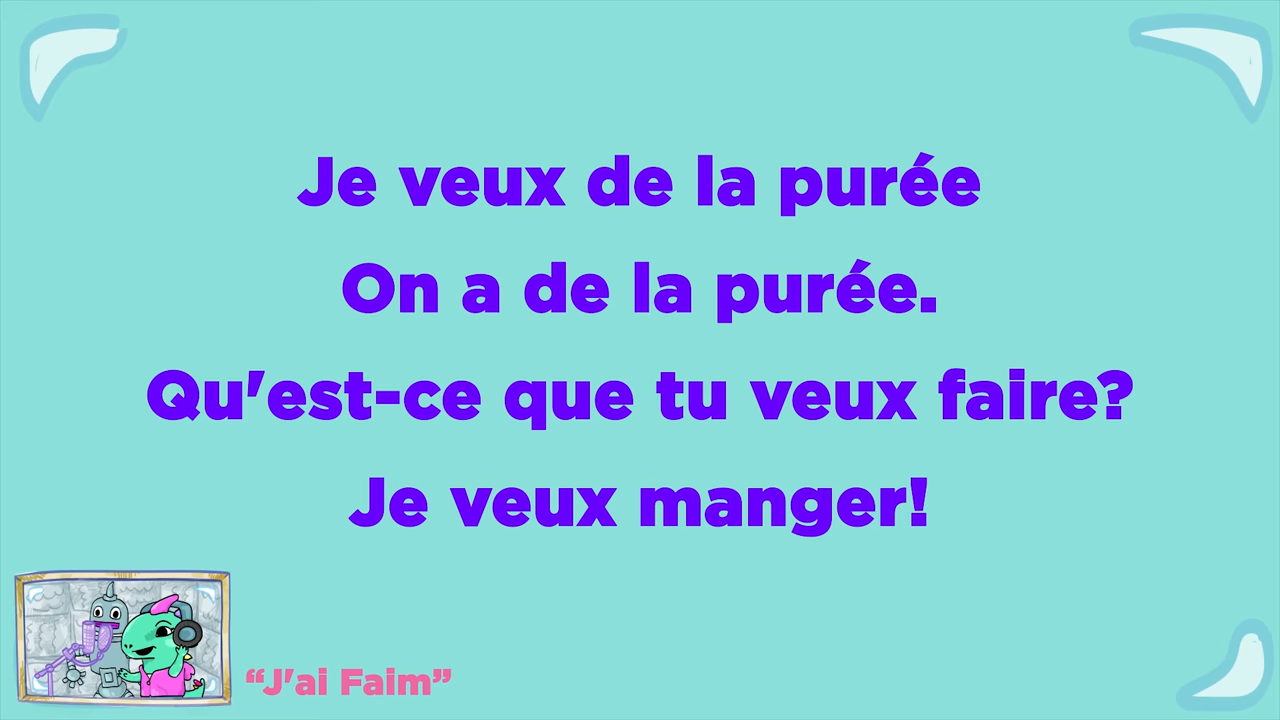 Je veux de la purée
On a de la purée.
Qu'est-ce que tu veux faire?
Je veux manger!
“J'ai Faim”